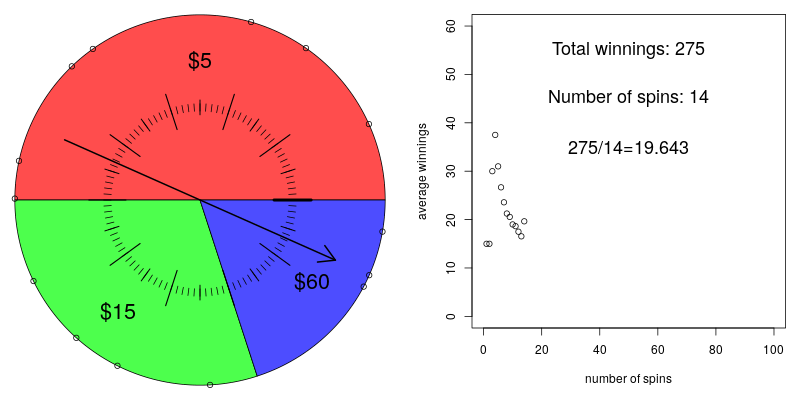 $5
$15
$60
Total winnings: 275
Number of spins: 14
275/14=19.643
average winnings
60
50
40
30
20
10
0
0 20 40 60 80 100
number of spins